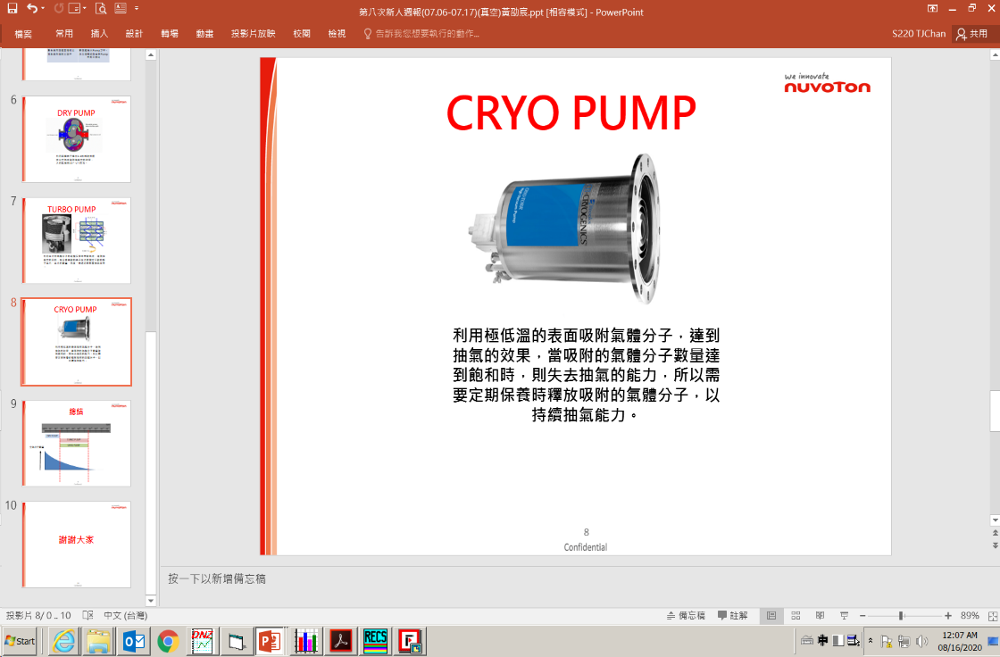 第八次新人週報(07.06-07.17)(真空)黃劭宸.ppt [相容模式] - PowerPoint
檔案 常用 插入 設計 轉場 動畫 投影片放映 校閱 檢視 告訴我您想要執行的動作... S220 TJChan 共用
6
DRY PUMP
7
TURBO PUMP
8
CRYO PUMP
9
總結
10
謝謝大家
we innovate
nuvoTon
CRYO PUMP
CRYOGENICS
利用極低溫的表面吸附氣體分子，達到
抽氣的效果，當吸附的氣體分子數量達
到飽和時，則失去抽氣的能力，所以需
要定期保養時釋放吸附的氣體分子，以
持續抽氣能力。
8
Confidential
按一下以新增備忘稿
投影片 8/ 0 .. 10 中文 (台灣) 備忘稿 註解 89%
Start DNZ RECS 中 12:07 AM
08/16/2020